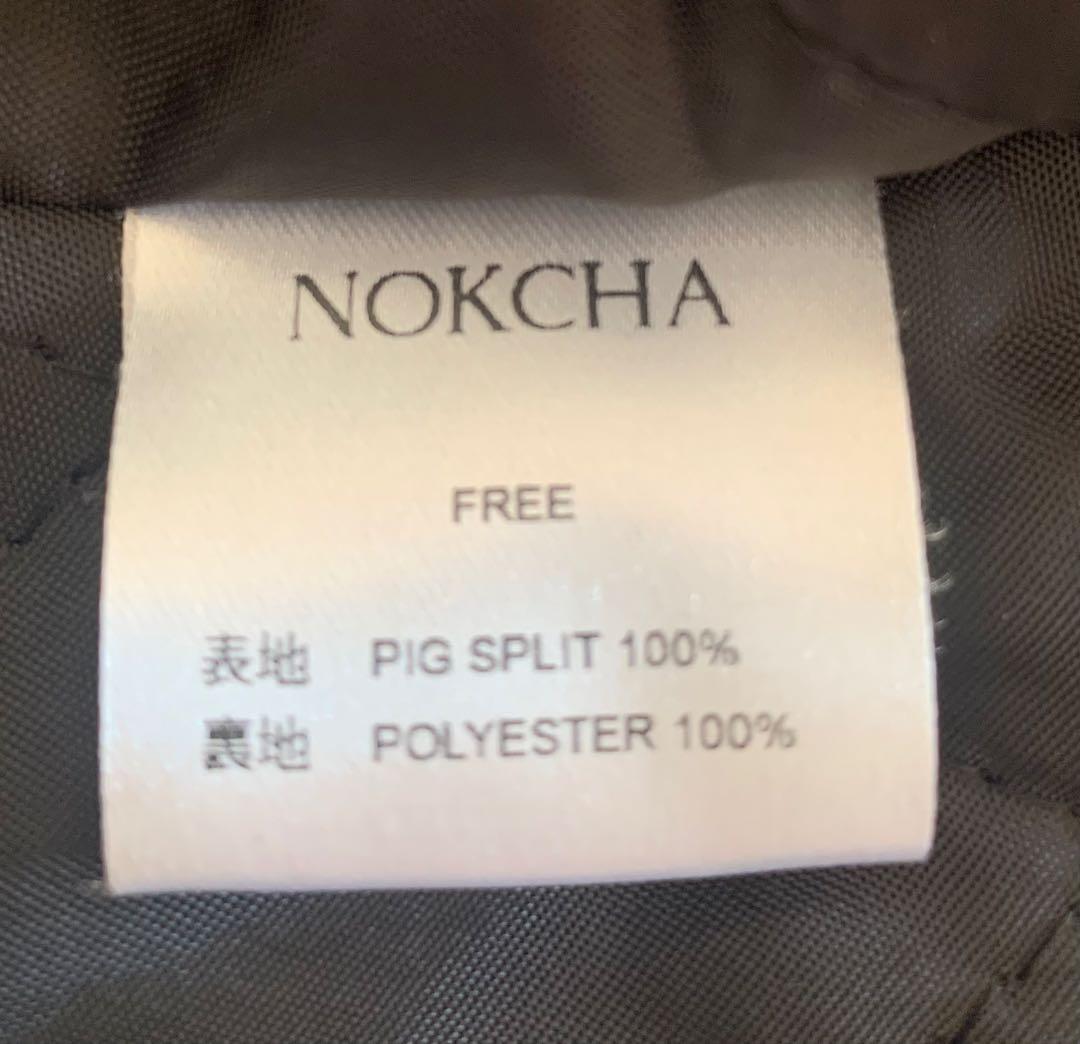 NOKCHA
FREE
表地 PIG SPLIT 100%
裏地 POLYESTER 100%